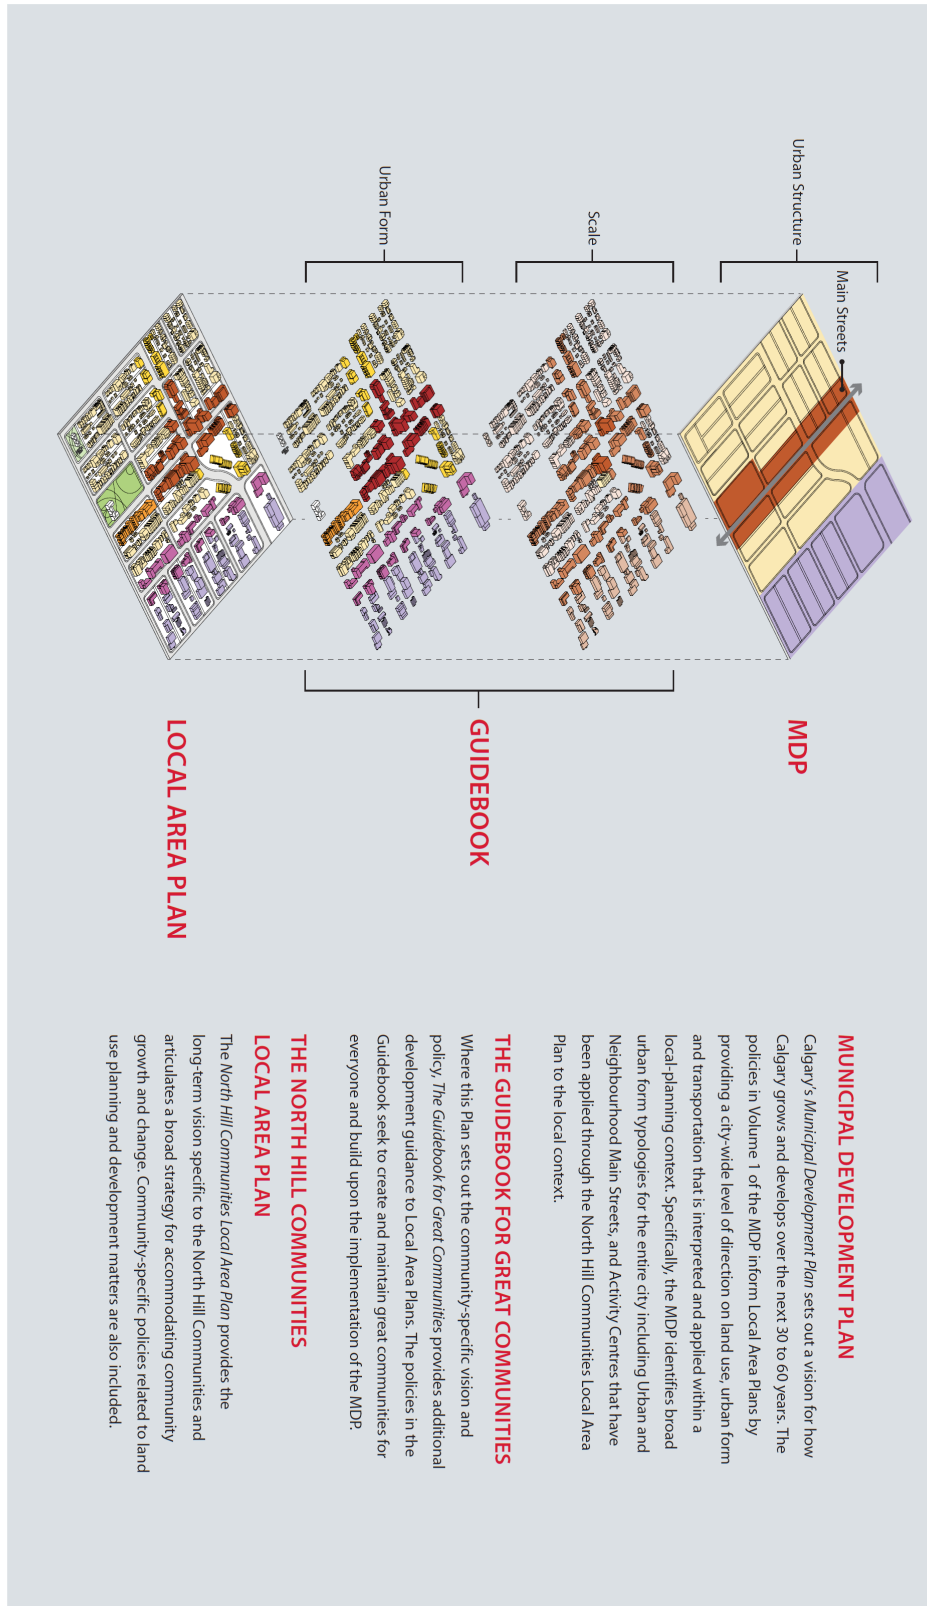 Urban Structure
Main Streets
Scale
Urban Form
MDP
GUIDEBOOK
LOCAL AREA PLAN
MUNICIPAL DEVELOPMENT PLAN
Calgary’s Municipal Development Plan sets out a vision for how
Calgary grows and develops over the next 30 to 60 years. The
policies in Volume 1 of the MDP inform Local Area Plans by
providing a city-wide level of direction on land use, urban form
and transportation that is interpreted and applied within a
local-planning context. Specifically, the MDP identifies broad
urban form typologies for the entire city including Urban and
Neighbourhood Main Streets, and Activity Centres that have
been applied through the North Hill Communities Local Area
Plan to the local context.
THE GUIDEBOOK FOR GREAT COMMUNITIES
Where this Plan sets out the community-specific vision and
policy, The Guidebook for Great Communities provides additional
development guidance to Local Area Plans. The policies in the
Guidebook seek to create and maintain great communities for
everyone and build upon the implementation of the MDP.
THE NORTH HILL COMMUNITIES
LOCAL AREA PLAN
The North Hill Communities Local Area Plan provides the
long-term vision specific to the North Hill Communities and
articulates a broad strategy for accommodating community
growth and change. Community-specific policies related to land
use planning and development matters are also included.